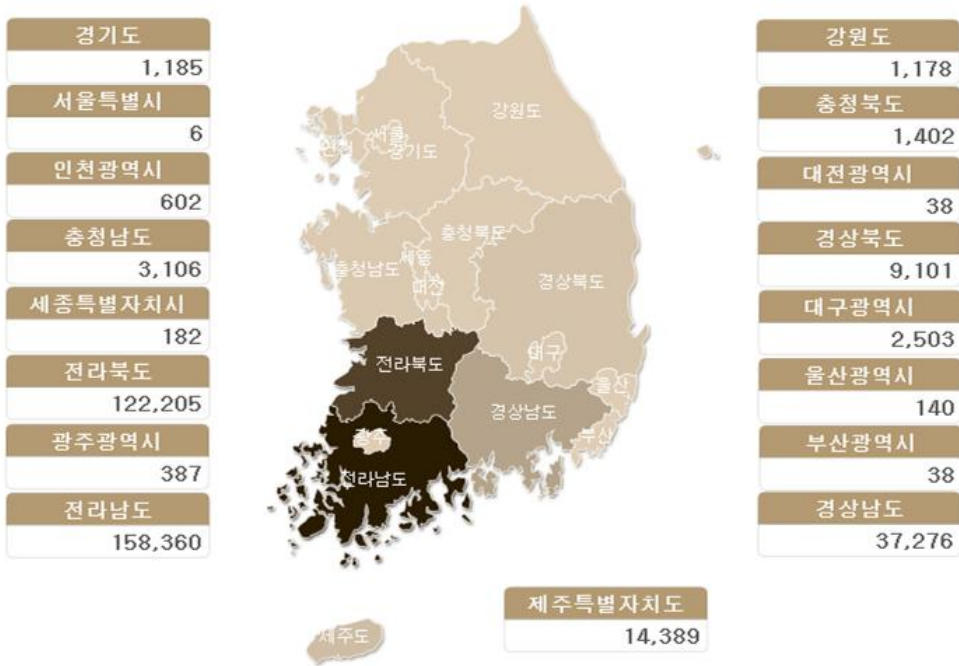 경기도
1,185
서울특별시
6
인천광역시
602
충청남도
3,106
세종특별자치시
182
전라북도
122,205
광주광역시
387
전라남도
158,360
강원도
서울
인천
경기도
충청북도
세종
충청남도
대전
경상북도
대구
전라북도
울산
경상남도
부산
광주
전라남도
제주도
강원도
1,178
충청북도
1,402
대전광역시
38
경상북도
9,101
대구광역시
2,503
울산광역시
140
부산광역시
38
경상남도
37,276
제주특별자치도
14,389